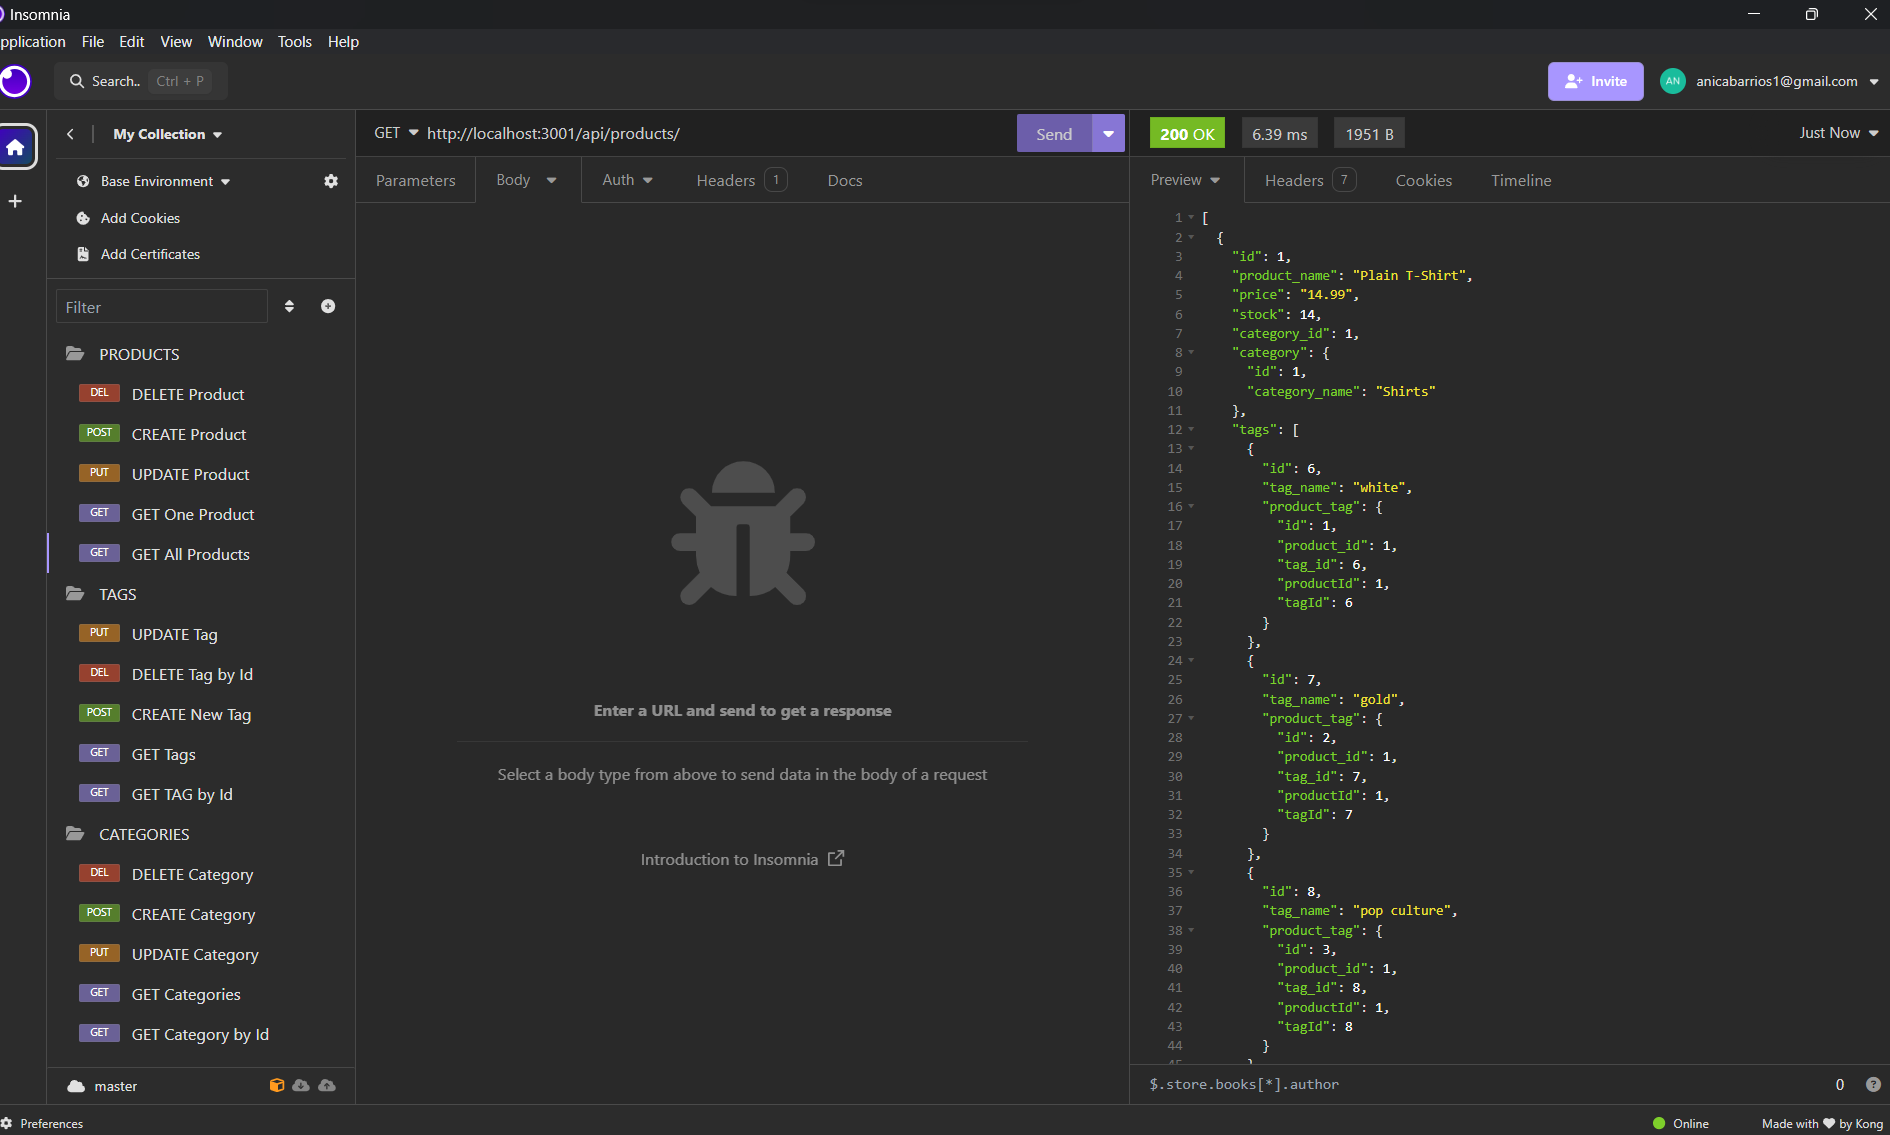 Insomnia
pplication File Edit View Window Tools Help
Search.. Ctrl + P
Invite
AN anicabarrios1@gmail.com
My Collection
Base Environment
Add Cookies
Add Certificates
Filter
PRODUCTS
DEL DELETE Product
POST CREATE Product
PUT UPDATE Product
GET GET One Product
GET GET All Products
TAGS
PUT UPDATE Tag
DEL DELETE Tag by Id
POST CREATE New Tag
GET GET Tags
GET GET TAG by Id
CATEGORIES
DEL DELETE Category
POST CREATE Category
PUT UPDATE Category
GET GET Categories
GET GET Category by Id
master
GET http://localhost:3001/api/products/ Send
Parameters Body Auth Headers 1 Docs
Enter a URL and send to get a response
Select a body type from above to send data in the body of a request
Introduction to Insomnia
200 OK 6.39 ms 1951 B Just Now
Preview Headers 7 Cookies Timeline
1 [
2 {
3 "id": 1,
4 "product_name": "Plain T-Shirt",
5 "price": "14.99",
6 "stock": 14,
7 "category_id": 1,
8 "category": {
9 "id": 1,
10 "category_name": "Shirts"
11 },
12 "tags": [
13 {
14 "id": 6,
15 "tag_name": "white",
16 "product_tag": {
17 "id": 1,
18 "product_id": 1,
19 "tag_id": 6,
20 "productId": 1,
21 "tagId": 6
22 }
23 },
24 {
25 "id": 7,
26 "tag_name": "gold",
27 "product_tag": {
28 "id": 2,
29 "product_id": 1,
30 "tag_id": 7,
31 "productId": 1,
32 "tagId": 7
33 }
34 },
35 {
36 "id": 8,
37 "tag_name": "pop culture",
38 "product_tag": {
39 "id": 3,
40 "product_id": 1,
41 "tag_id": 8,
42 "productId": 1,
43 "tagId": 8
44 }
$.store.books[*].author 0
Preferences
Online Made with ♥ by Kong